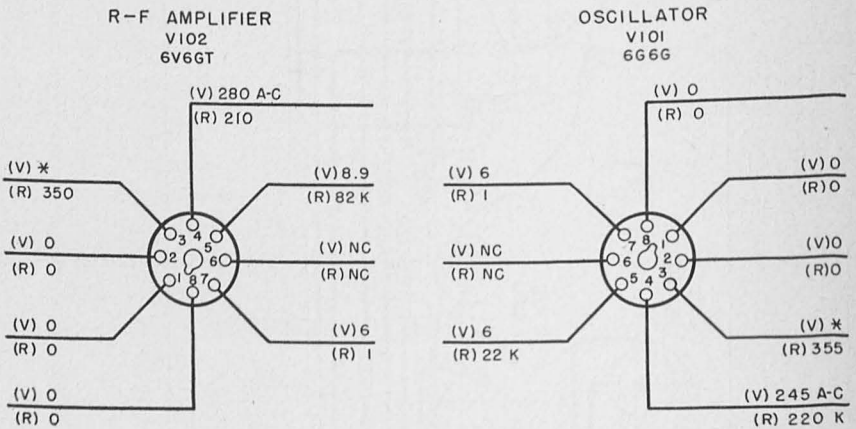 R-F AMPLIFIER
V102
6V6GT
(V) 280 A-C
(R) 210
(V) *
(R) 350
(V) 8.9
(R) 82 K
(V) 0
(R) 0
(V) NC
(R) NC
(V) 0
(R) 0
(V) 6
(R) 1
(V) 0
(R) 0
3 4 5
2 6
1 8 7
OSCILLATOR
V101
6G6G
(V) 0
(R) 0
(V) 6
(R) 1
(V) 0
(R) 0
(V) NC
(R) NC
(V) 0
(R) 0
(V) 6
(R) 22 K
(V) *
(R) 355
(V) 245 A-C
(R) 220 K
7 8 1
6 2
5 4 3